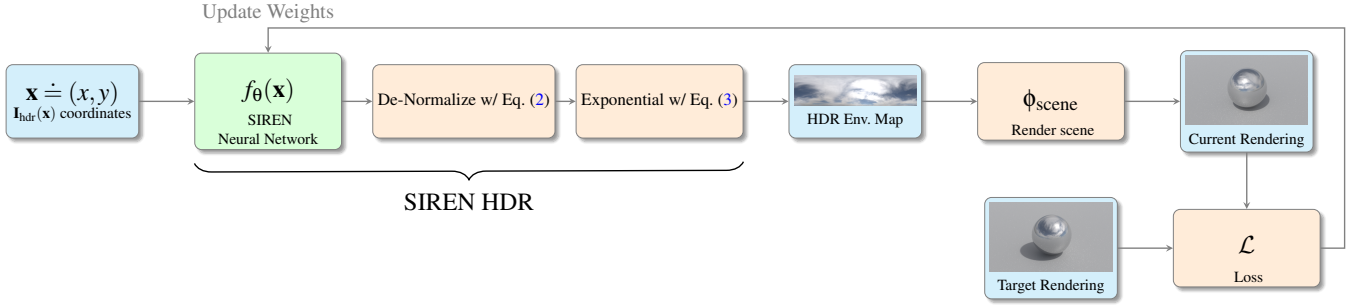 Update Weights
x ≐ (x, y)
I_hdr(x) coordinates
f_θ(x)
SIREN
Neural Network
De-Normalize w/ Eq. (2)
Exponential w/ Eq. (3)
HDR Env. Map
ϕ_scene
Render scene
Current Rendering
SIREN HDR
Target Rendering
ℒ
Loss